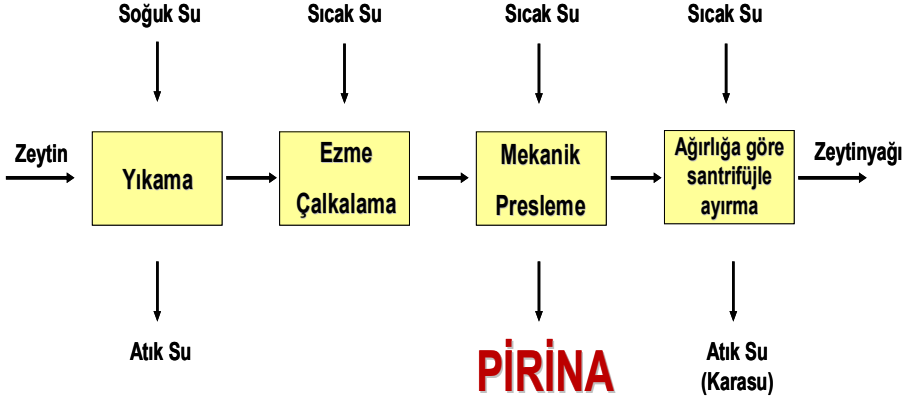 Soğuk Su
Sıcak Su
Sıcak Su
Sıcak Su
Zeytin
Yıkama
Ezme
Çalkalama
Mekanik
Presleme
Ağırlığa göre
santrifüjle
ayırma
Zeytinyağı
Atık Su
PİRİNA
Atık Su
(Karasu)